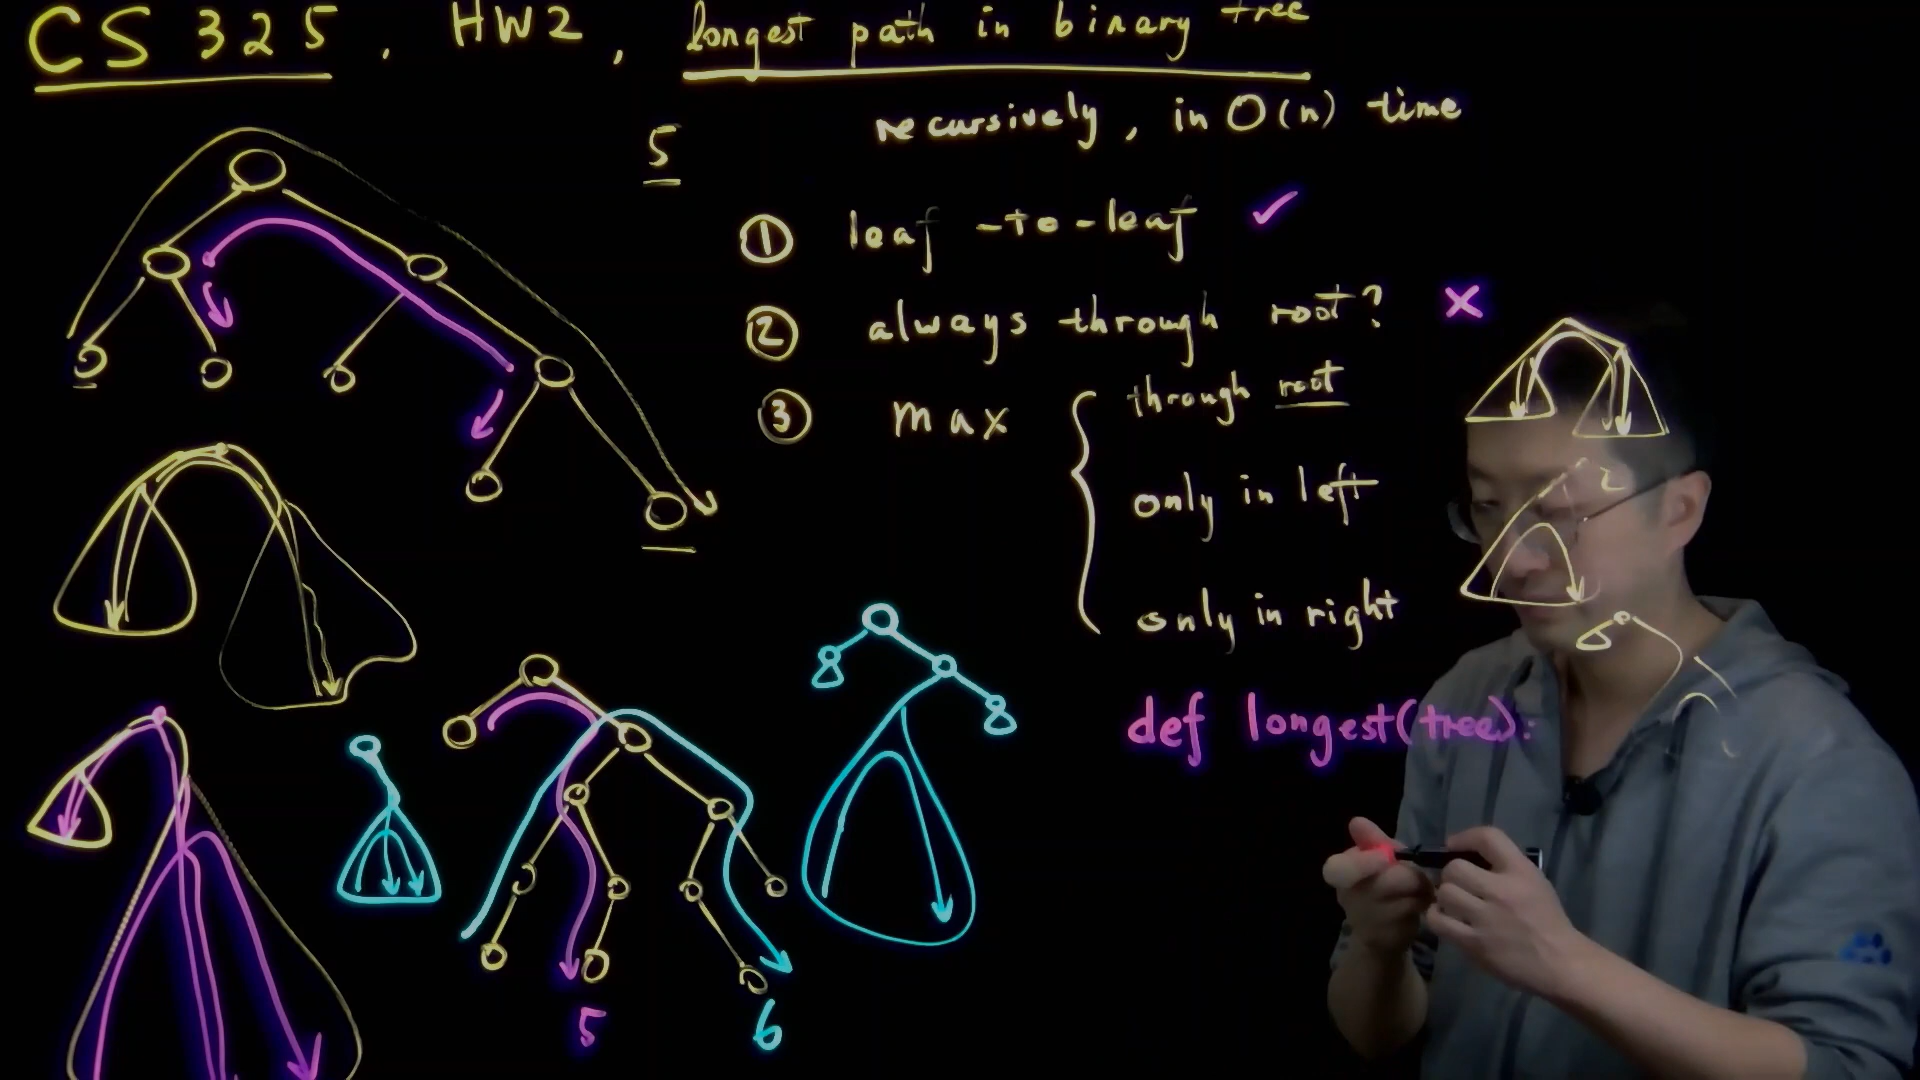 CS 325, HW2, longest path in binary tree
recursively, in O(n) time
5
① leaf-to-leaf ✓
② always through root? ×
③ max { through root
only in left
only in right
2
def longest(tree):
5
6